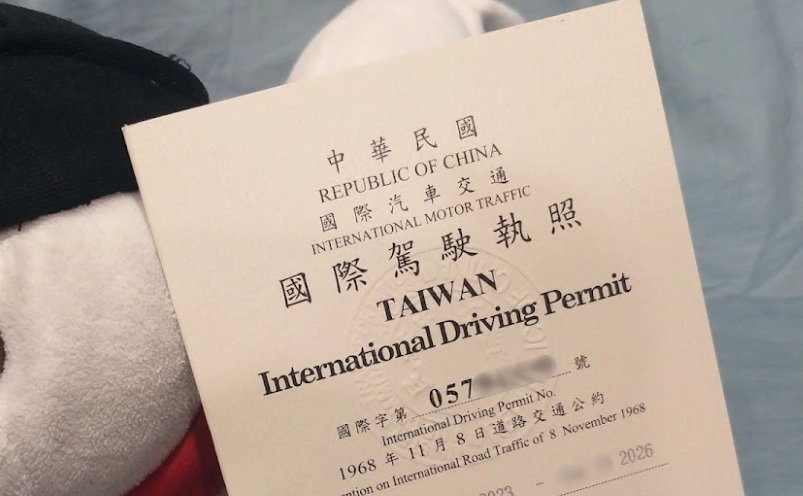 中華民國
REPUBLIC OF CHINA
國際汽車交通
INTERNATIONAL MOTOR TRAFFIC
國際駕駛執照
TAIWAN
International Driving Permit
國際字第 057 號
International Driving Permit No.
1968 年 11 月 8 日道路交通公約
on International Road Traffic of 8 November 1968
2023 – 2026